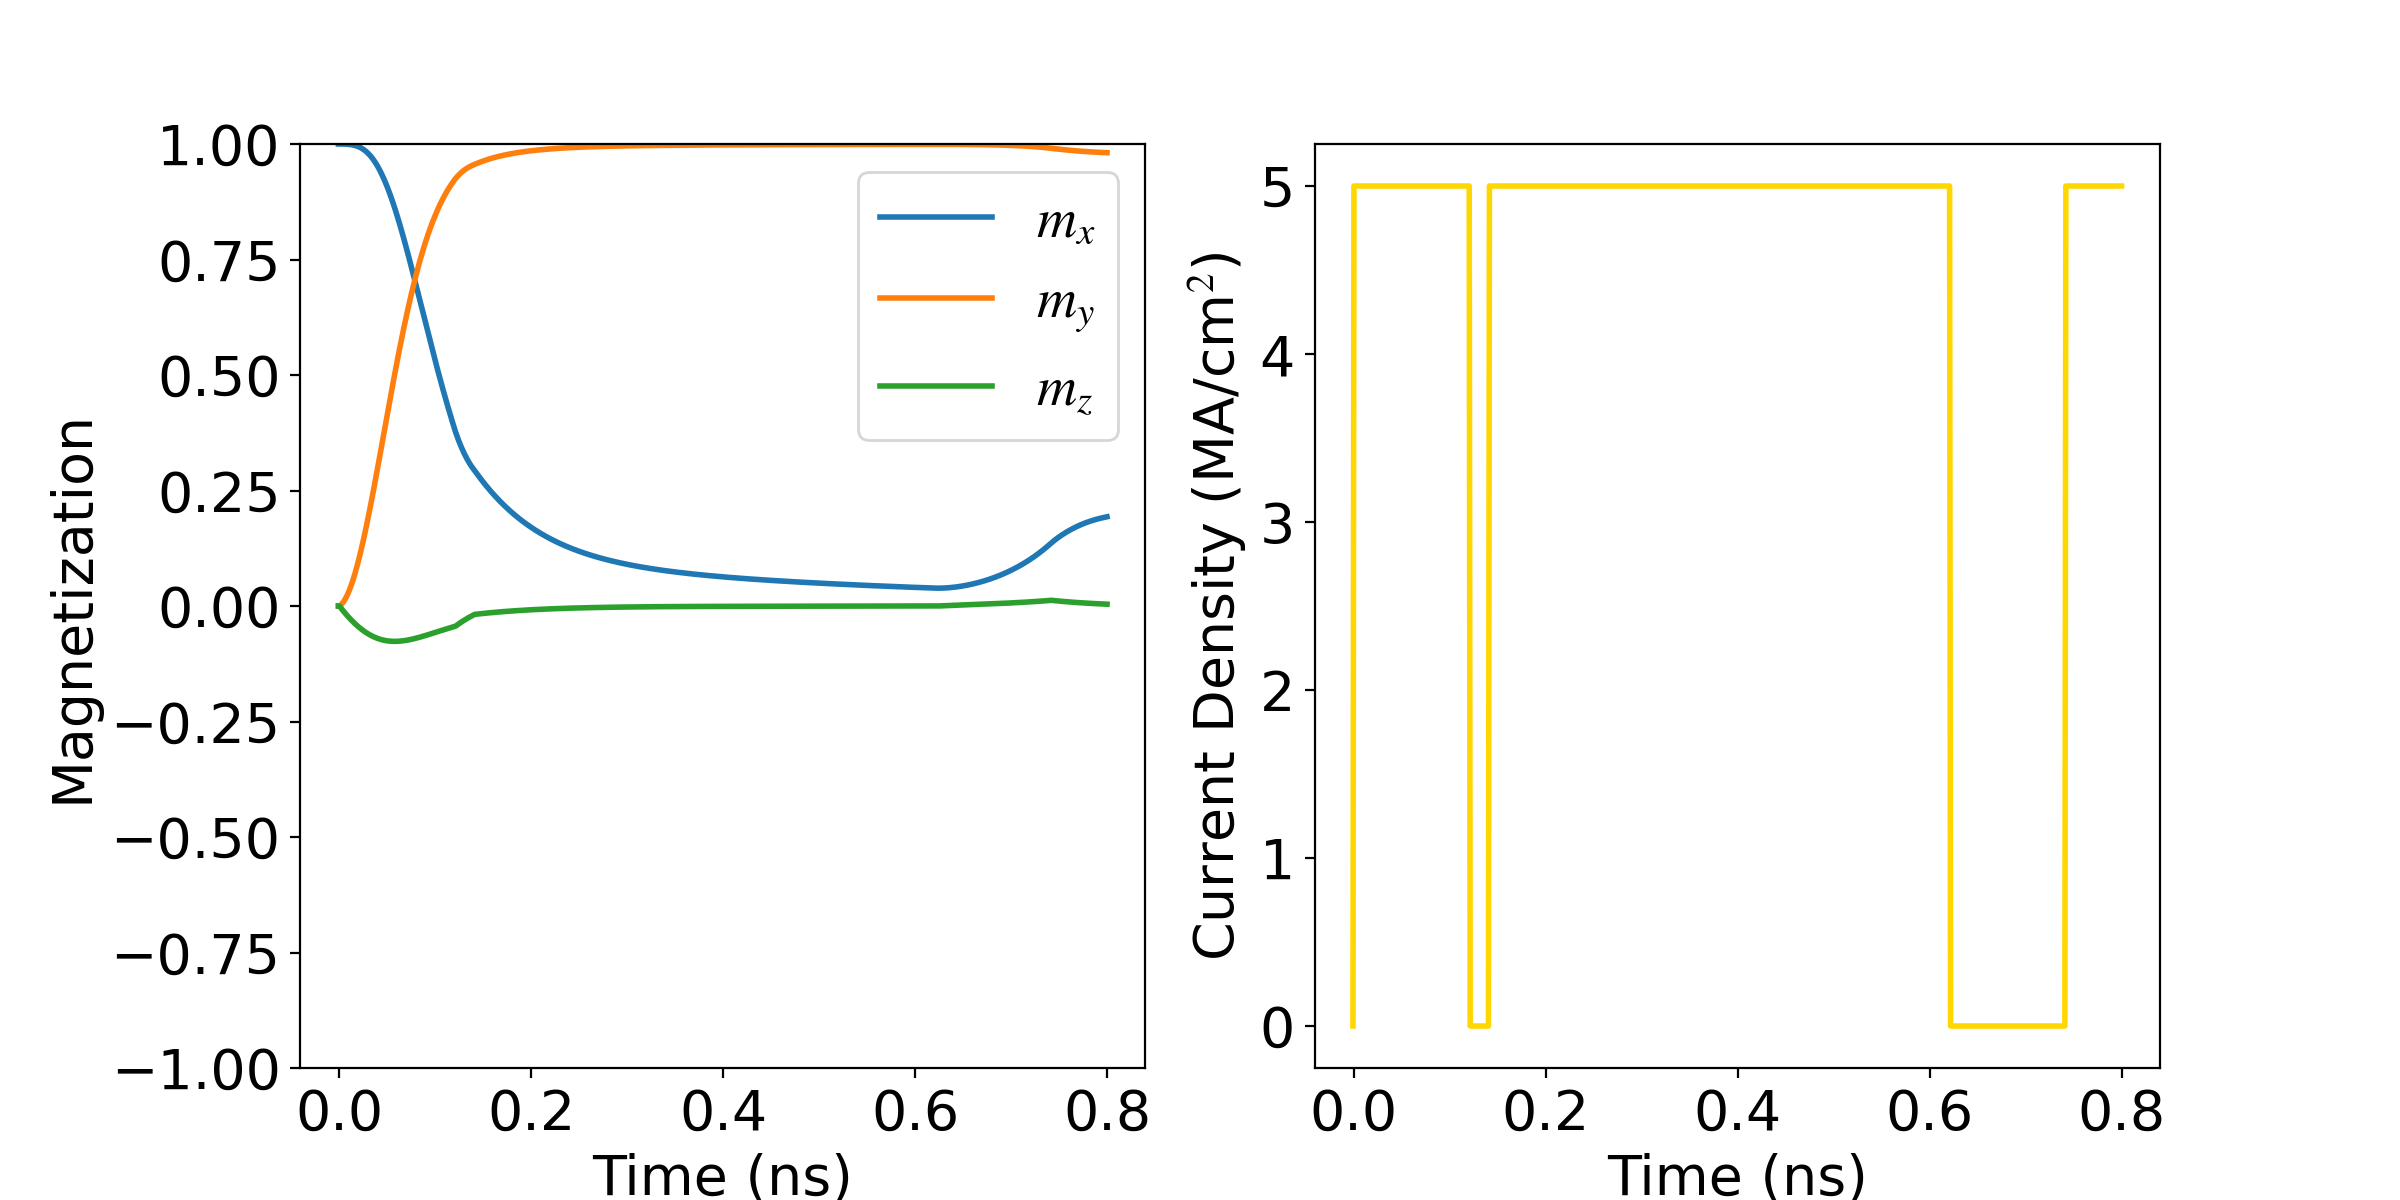 Magnetization
1.00
0.75
0.50
0.25
0.00
−0.25
−0.50
−0.75
−1.00
0.0 0.2 0.4 0.6 0.8
Time (ns)
m_x
m_y
m_z
Current Density (MA/cm²)
5
4
3
2
1
0
0.0 0.2 0.4 0.6 0.8
Time (ns)